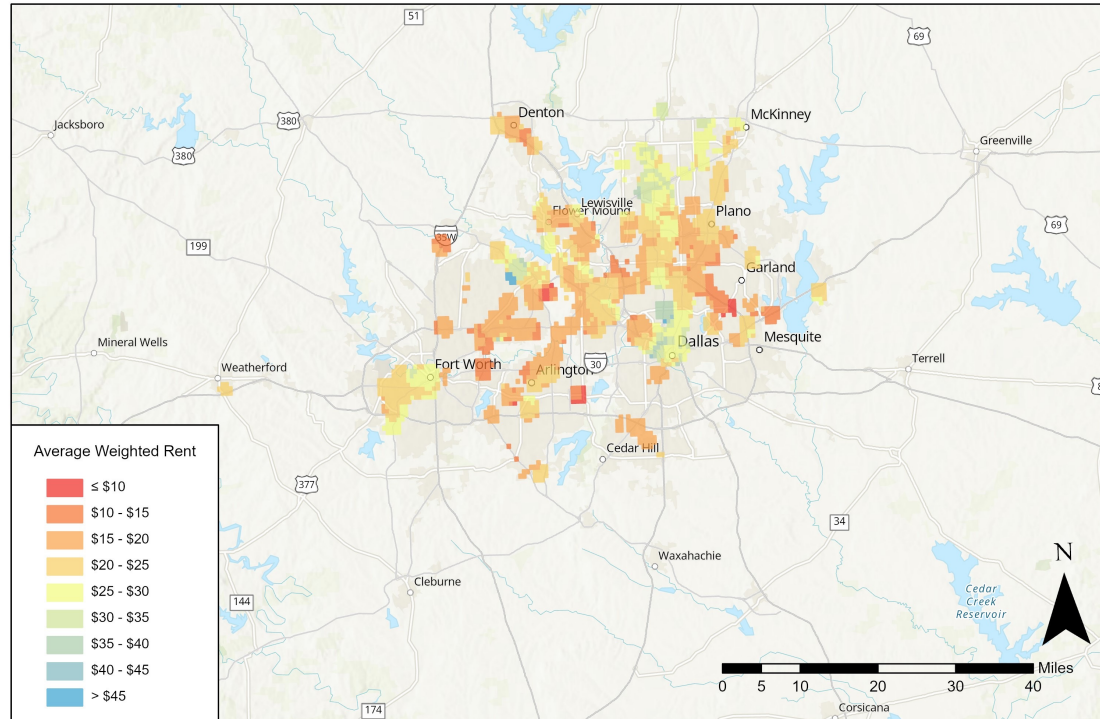 51
69
Denton
McKinney
Jacksboro
380
380
Greenville
Lewisville
Flower Mound
Plano
69
35W
199
Garland
Mineral Wells
Dallas
Mesquite
Weatherford
Fort Worth
30
Arlington
Terrell
8
Average Weighted Rent
Cedar Hill
≤ $10
$10 - $15
$15 - $20
$20 - $25
$25 - $30
$30 - $35
$35 - $40
$40 - $45
> $45
377
34
N
Waxahachie
Cleburne
144
Cedar
Creek
Reservoir
Miles
0 5 10 20 30 40
174
Corsicana